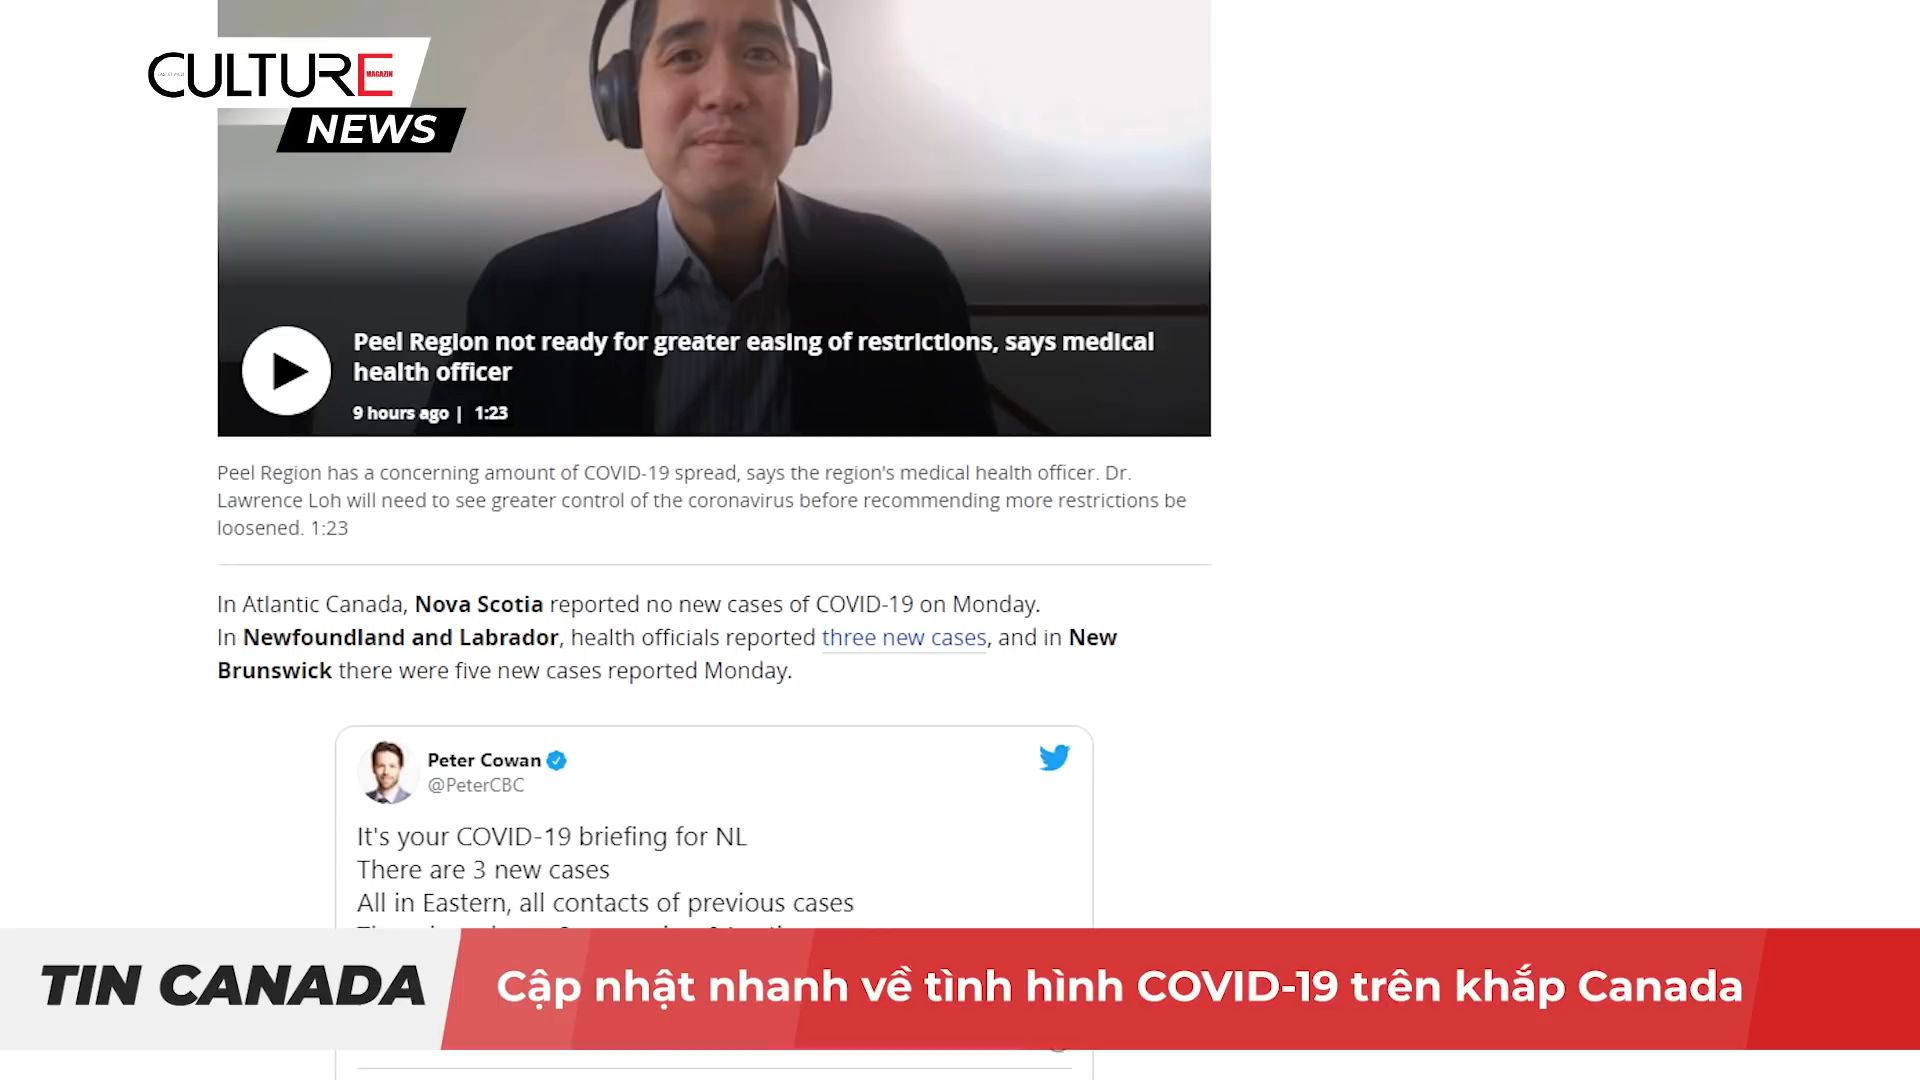 CULTURE
MAGAZIN
NEWS
Peel Region not ready for greater easing of restrictions, says medical
health officer
9 hours ago | 1:23
Peel Region has a concerning amount of COVID-19 spread, says the region's medical health officer. Dr.
Lawrence Loh will need to see greater control of the coronavirus before recommending more restrictions be
loosened. 1:23
In Atlantic Canada, Nova Scotia reported no new cases of COVID-19 on Monday.
In Newfoundland and Labrador, health officials reported three new cases, and in New
Brunswick there were five new cases reported Monday.
Peter Cowan
@PeterCBC
It's your COVID-19 briefing for NL
There are 3 new cases
All in Eastern, all contacts of previous cases
TIN CANADA
Cập nhật nhanh về tình hình COVID-19 trên khắp Canada